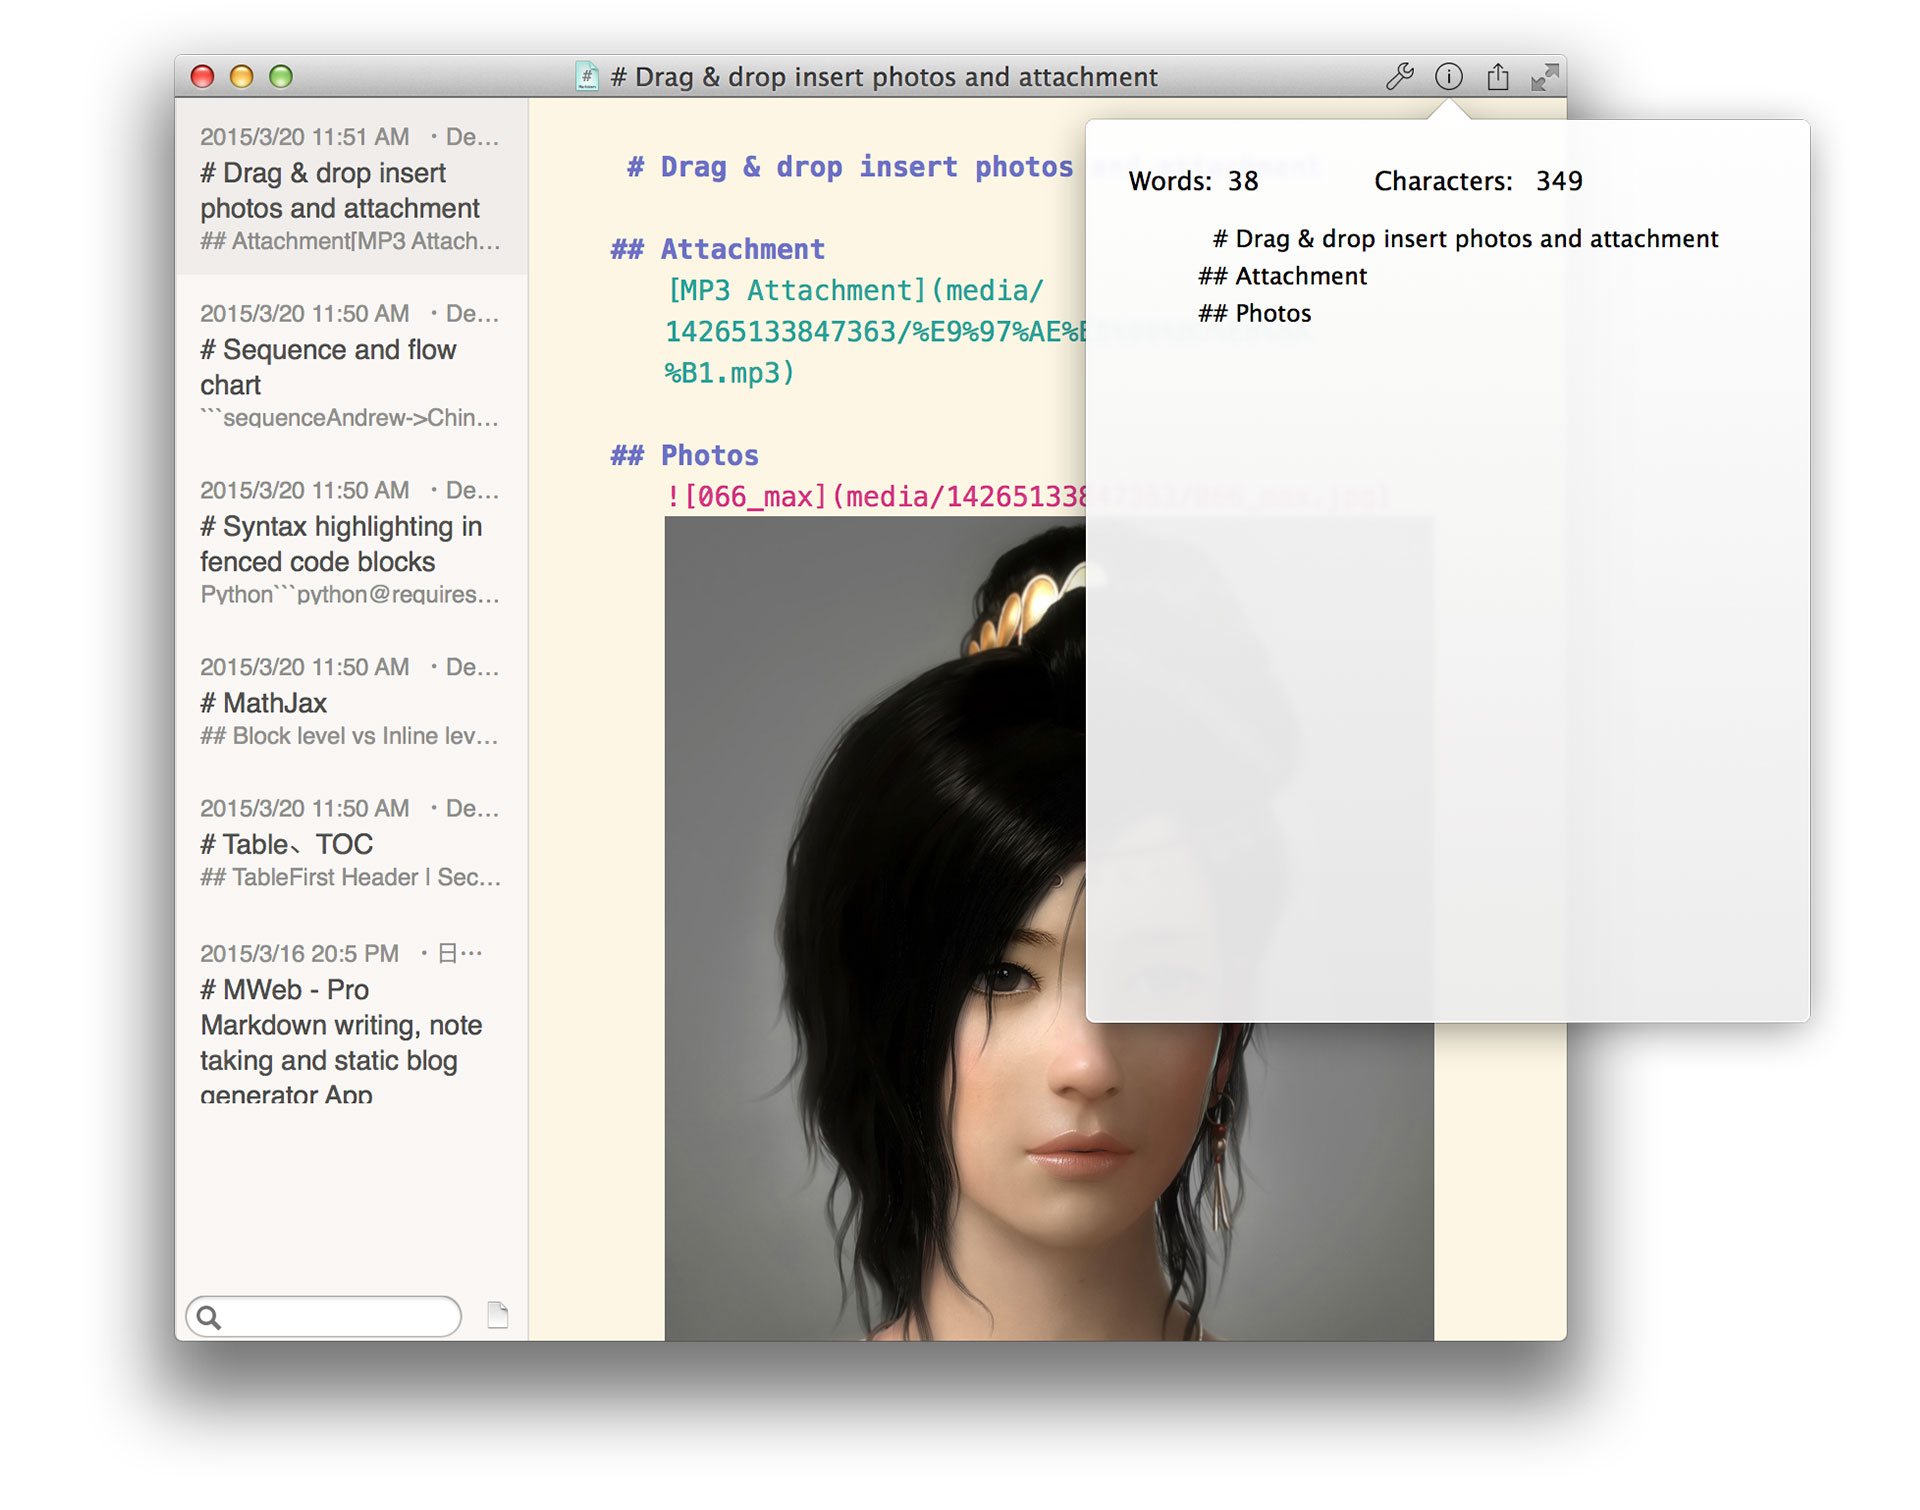 # Drag & drop insert photos and attachment
2015/3/20 11:51 AM ・De...
# Drag & drop insert
photos and attachment
## Attachment[MP3 Attach...
2015/3/20 11:50 AM ・De...
# Sequence and flow
chart
```sequenceAndrew->Chin...
2015/3/20 11:50 AM ・De...
# Syntax highlighting in
fenced code blocks
Python```python@requires...
2015/3/20 11:50 AM ・De...
# MathJax
## Block level vs Inline lev...
2015/3/20 11:50 AM ・De...
# Table、TOC
## TableFirst Header | Sec...
2015/3/16 20:5 PM ・日...
# MWeb - Pro
Markdown writing, note
taking and static blog
generator App
# Drag & drop insert photos and attachment
## Attachment
[MP3 Attachment](media/
14265133847363/%E9%97%AE%E
%B1.mp3)
## Photos
![066_max](media/14265133847363/066_max.jpg)
Words: 38 Characters: 349
# Drag & drop insert photos and attachment
## Attachment
## Photos